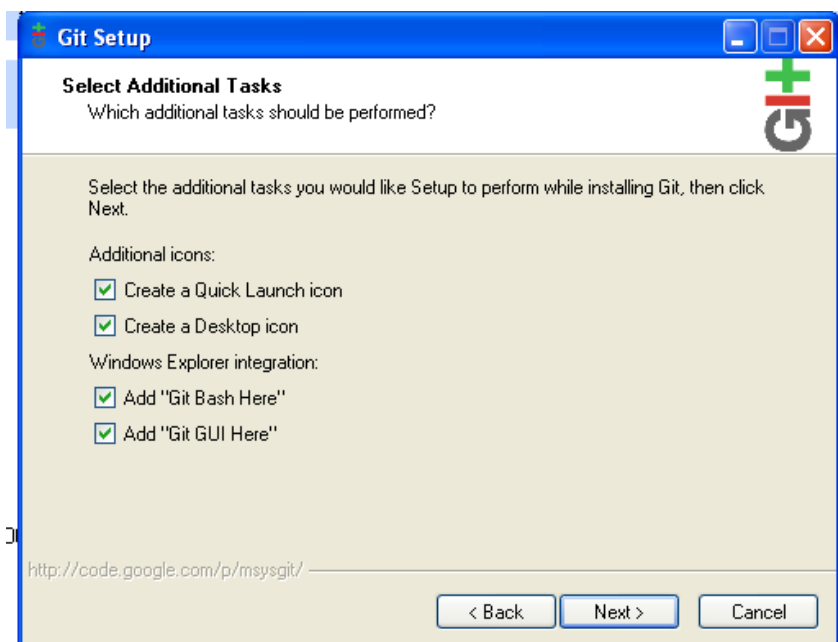 Git Setup
Select Additional Tasks
Which additional tasks should be performed?
GIt
Select the additional tasks you would like Setup to perform while installing Git, then click
Next.
Additional icons:
Create a Quick Launch icon
Create a Desktop icon
Windows Explorer integration:
Add "Git Bash Here"
Add "Git GUI Here"
http://code.google.com/p/msysgit/
< Back
Next >
Cancel